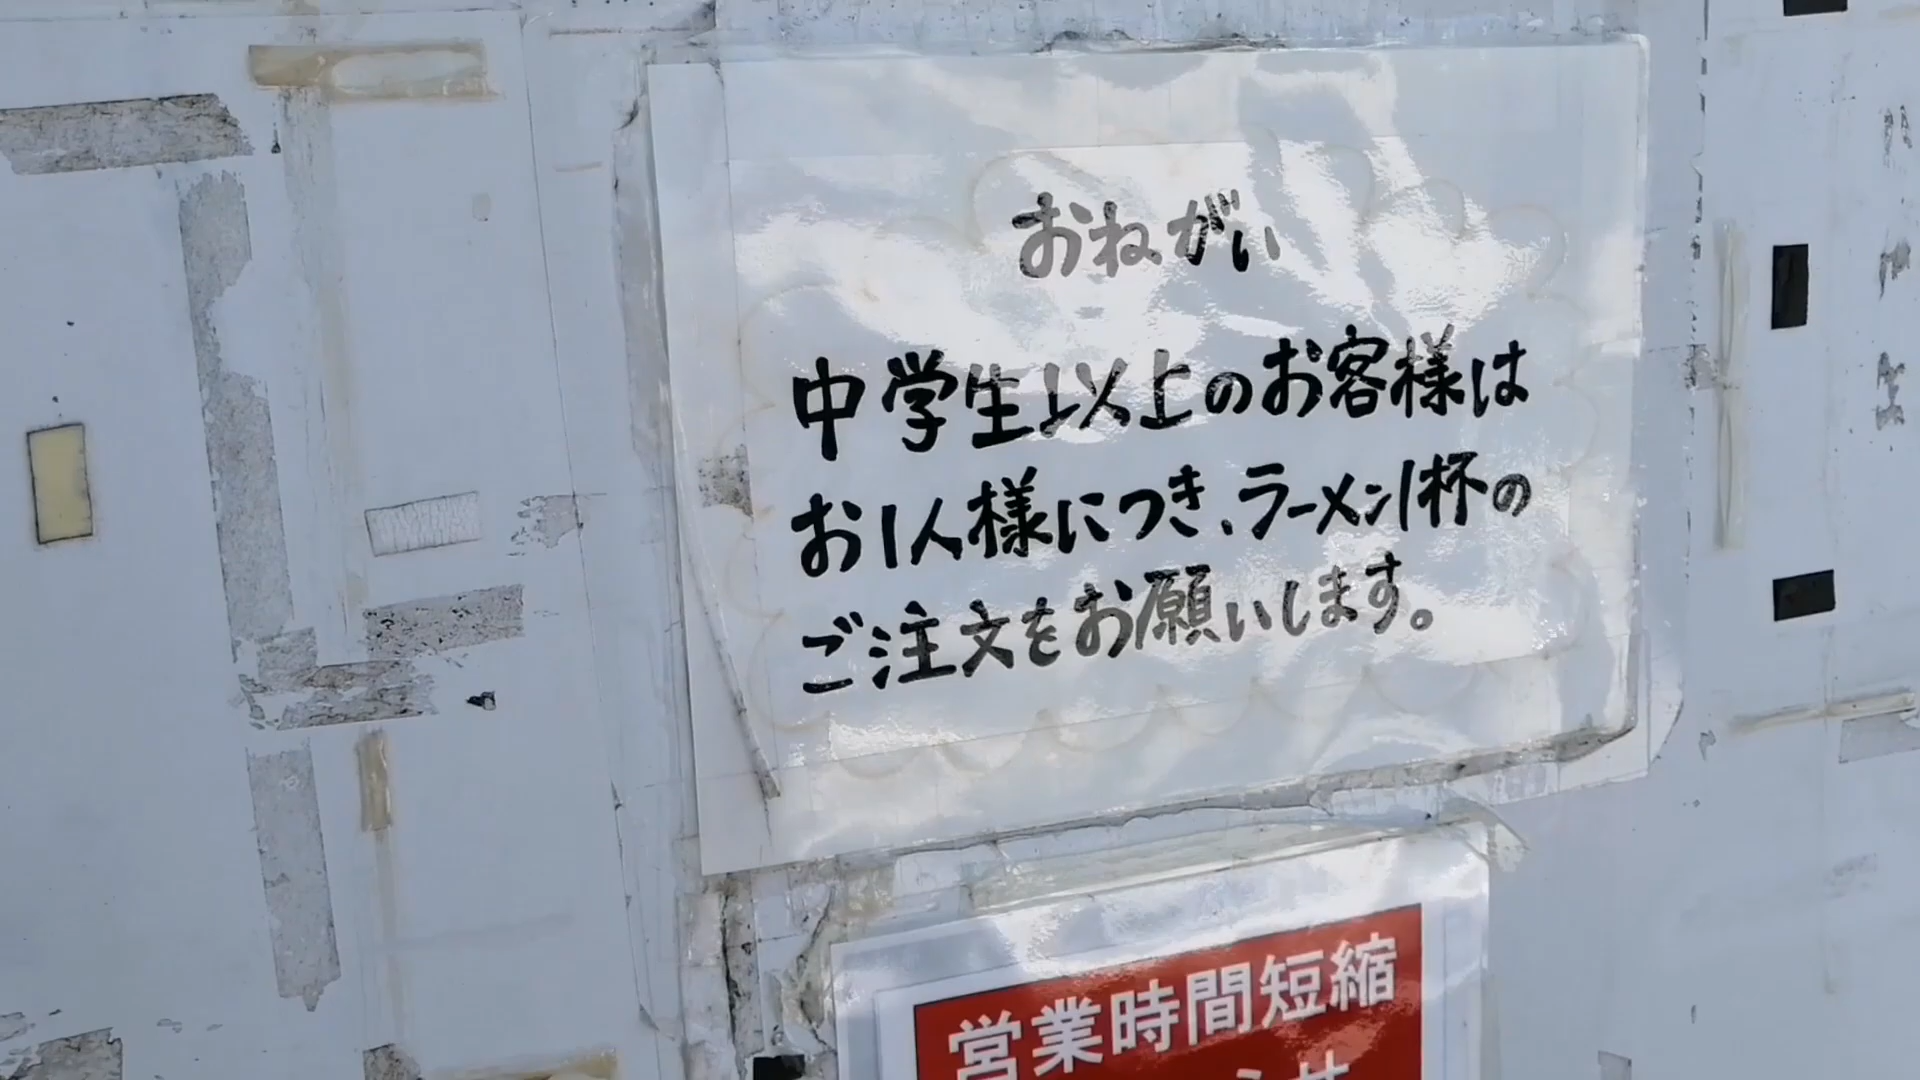 おねがい
中学生以上のお客様は
お1人様につき、ラーメン1杯の
ご注文をお願いします。
営業時間短縮